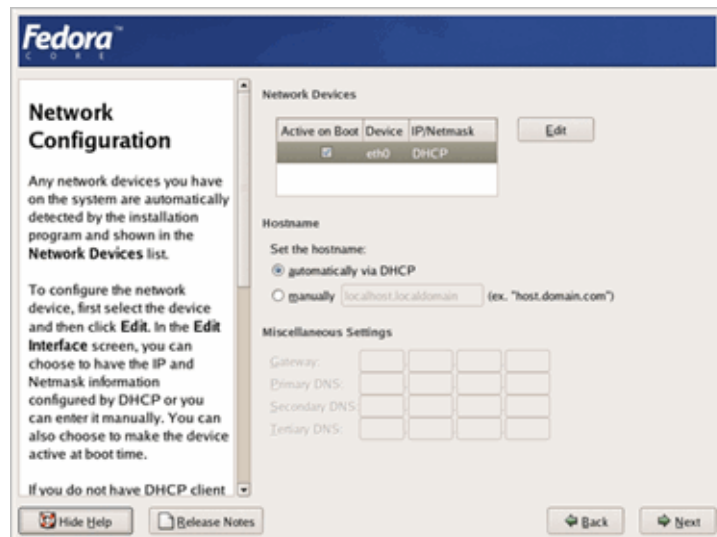 Fedora™
CORE
Network
Configuration
Any network devices you have
on the system are automatically
detected by the installation
program and shown in the
Network Devices list.
To configure the network
device, first select the device
and then click Edit. In the Edit
Interface screen, you can
choose to have the IP and
Netmask information
configured by DHCP or you
can enter it manually. You can
also choose to make the device
active at boot time.
If you do not have DHCP client
Network Devices
Active on Boot Device IP/Netmask
eth0 DHCP
Edit
Hostname
Set the hostname:
automatically via DHCP
manually localhost.localdomain (ex. "host.domain.com")
Miscellaneous Settings
Gateway:
Primary DNS:
Secondary DNS:
Tertiary DNS:
Hide Help
Release Notes
Back
Next